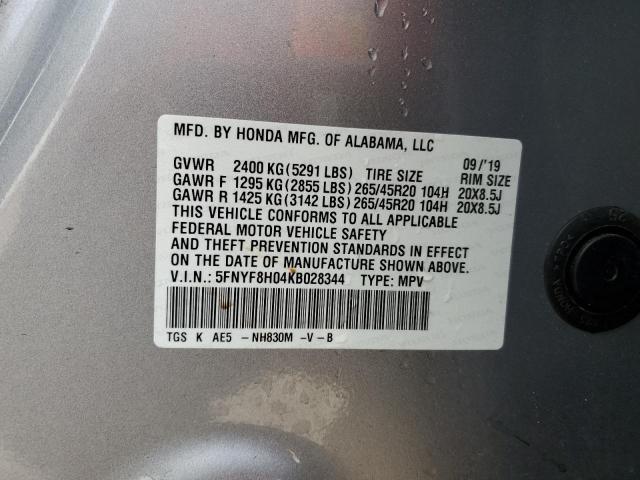 MFD. BY HONDA MFG. OF ALABAMA, LLC
09/'19
GVWR 2400 KG(5291 LBS) TIRE SIZE RIM SIZE
GAWR F 1295 KG(2855 LBS) 265/45R20 104H 20X8.5J
GAWR R 1425 KG(3142 LBS) 265/45R20 104H 20X8.5J
THIS VEHICLE CONFORMS TO ALL APPLICABLE
FEDERAL MOTOR VEHICLE SAFETY
AND THEFT PREVENTION STANDARDS IN EFFECT
ON THE DATE OF MANUFACTURE SHOWN ABOVE.
V.I.N.: 5FNYF8H04KB028344 TYPE: MPV
TGS K AE5 -NH830M -V-B
25
HONDA